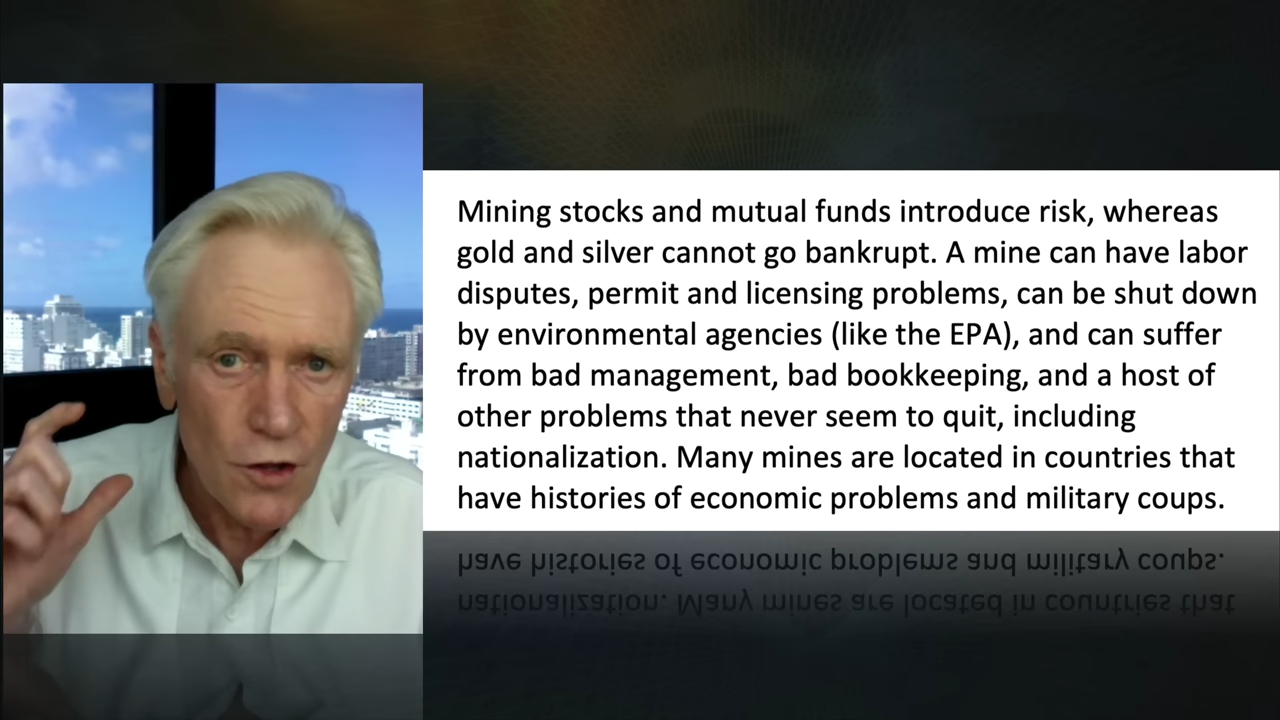 Mining stocks and mutual funds introduce risk, whereas
gold and silver cannot go bankrupt. A mine can have labor
disputes, permit and licensing problems, can be shut down
by environmental agencies (like the EPA), and can suffer
from bad management, bad bookkeeping, and a host of
other problems that never seem to quit, including
nationalization. Many mines are located in countries that
have histories of economic problems and military coups.